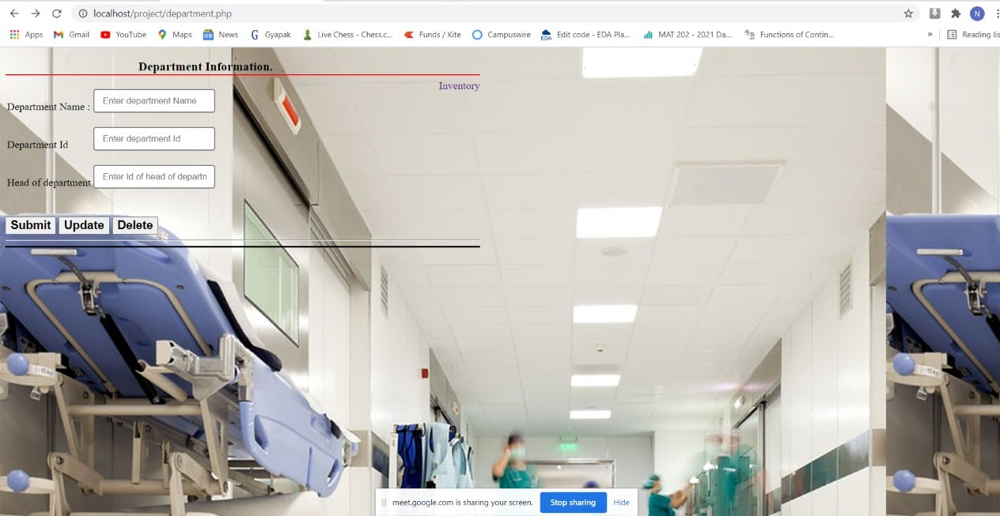 localhost/project/department.php
N
Apps Gmail YouTube Maps GE News G Gyapak Live Chess - Chess.c... Funds / Kite Campuswire EDA Edit code - EDA Pla... MAT 202 - 2021 Da... Functions of Contin... » Reading lis
Department Information.
Inventory
Department Name : Enter department Name
Department Id Enter department Id
Head of department Enter Id of head of departn
Submit Update Delete
EXIT
meet.google.com is sharing your screen. Stop sharing Hide